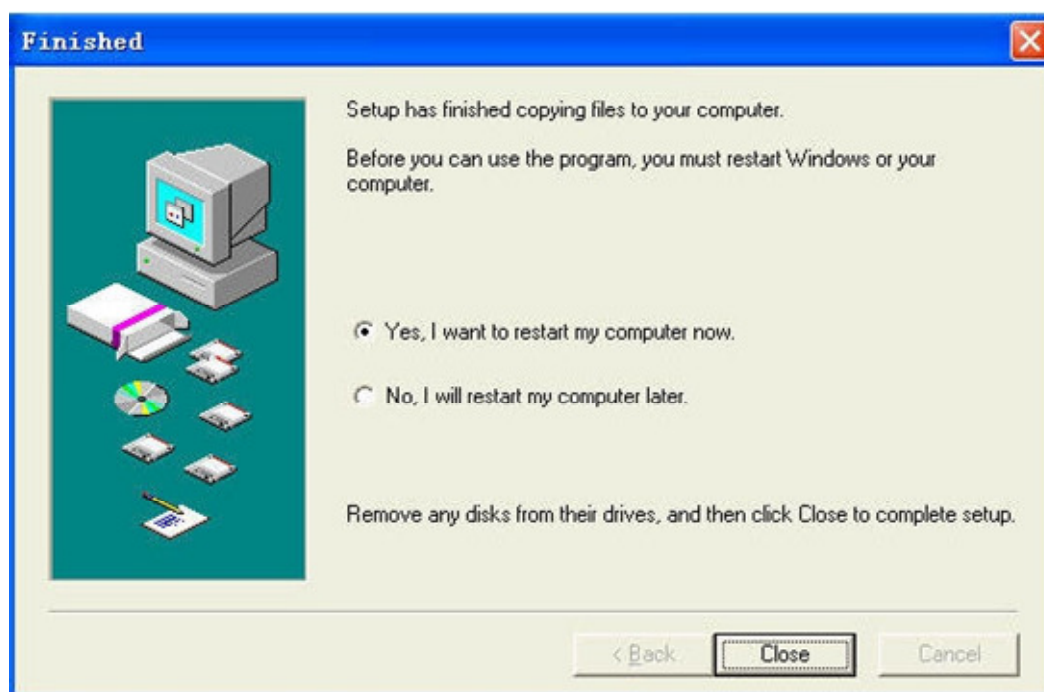 Finished
Setup has finished copying files to your computer.
Before you can use the program, you must restart Windows or your
computer.
Yes, I want to restart my computer now.
No, I will restart my computer later.
Remove any disks from their drives, and then click Close to complete setup.
< Back
Close
Cancel